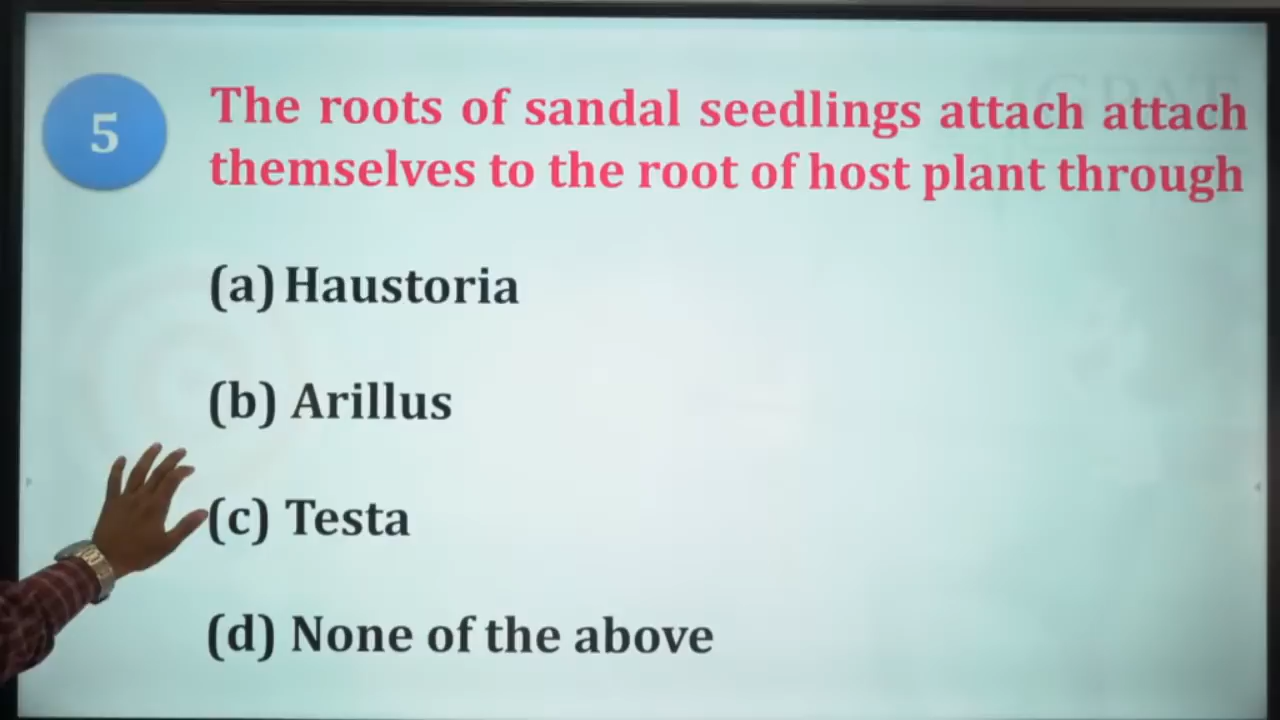 5
The roots of sandal seedlings attach attach
themselves to the root of host plant through
(a) Haustoria
(b) Arillus
(c) Testa
(d) None of the above